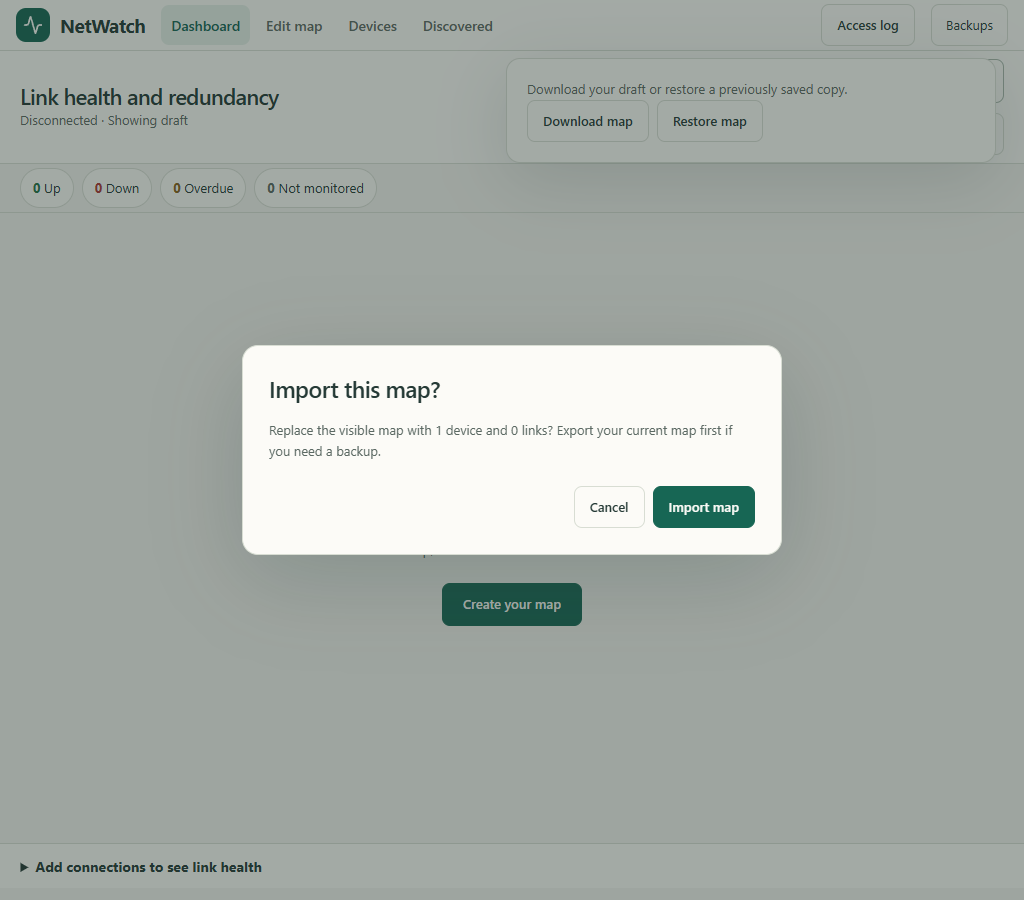 NetWatch
Dashboard
Edit map
Devices
Discovered
Access log
Backups
Link health and redundancy
Disconnected · Showing draft
Download your draft or restore a previously saved copy.
Download map
Restore map
0 Up
0 Down
0 Overdue
0 Not monitored
Import this map?
Replace the visible map with 1 device and 0 links? Export your current map first if
you need a backup.
Cancel
Import map
Create your map
Add connections to see link health